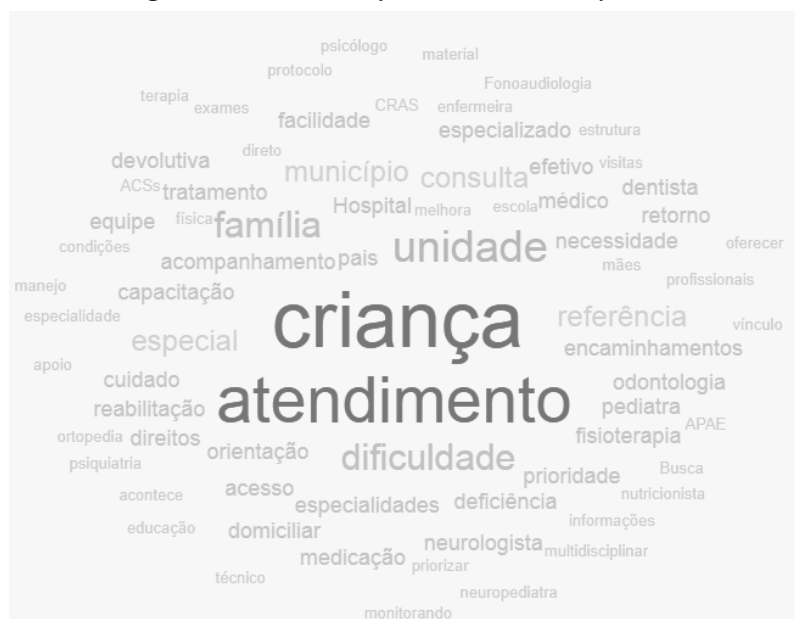 psicólogo
material
protocolo
Fonoaudiologia
terapia
exames
CRAS
enfermeira
facilidade
especializado
estrutura
direto
devolutiva
município
consulta
efetivo
visitas
ACSs
tratamento
Hospital
melhora
escola
médico
dentista
retorno
equipe
física
família
unidade
necessidade
oferecer
condições
acompanhamento
pais
mães
profissionais
manejo
capacitação
criança
referência
vínculo
especialidade
especial
encaminhamentos
apoio
cuidado
atendimento
odontologia
reabilitação
pediatra
APAE
ortopedia
direitos
fisioterapia
orientação
dificuldade
psiquiatria
prioridade
Busca
acesso
acontece
especialidades
deficiência
nutricionista
educação
domiciliar
informações
neurologista
multidisciplinar
medicação
priorizar
técnico
neuropediatra
monitorando